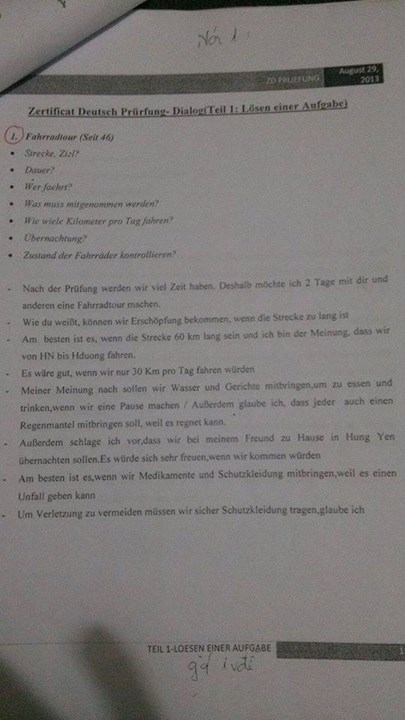 Nói 1
ZD PRUEFUNG
August 29,
2013
Zertificat Deutsch Prürfung- Dialog(Teil 1: Lösen einer Aufgabe)
1. Fahrradtour (Seit 46)
• Strecke, Zizl?
• Dauer?
• Wer faehrt?
• Was muss mitgenommen werden?
• Wie wiele Kilometer pro Tag fahren?
• Übernachtung?
• Zustand der Fahrräder kontrollieren?
- Nach der Prüfung werden wir viel Zeit haben. Deshalb möchte ich 2 Tage mit dir und
anderen eine Fahrradtour machen.
- Wie du weißt, können wir Erschöpfung bekommen, wenn die Strecke zu lang ist
- Am besten ist es, wenn die Strecke 60 km lang sein und ich bin der Meinung, dass wir
von HN bis Hduong fahren.
- Es wäre gut, wenn wir nur 30 Km pro Tag fahren würden
- Meiner Meinung nach sollen wir Wasser und Gerichte mitbringen,um zu essen und
trinken,wenn wir eine Pause machen / Außerdem glaube ich, dass jeder auch einen
Regenmantel mitbringen soll, weil es regnet kann.
- Außerdem schlage ich vor,dass wir bei meinem Freund zu Hause in Hung Yen
übernachten sollen.Es würde sich sehr freuen,wenn wir kommen würden
- Am besten ist es,wenn wir Medikamente und Schutzkleidung mitbringen,weil es einen
Unfall geben kann
- Um Verletzung zu vermeiden müssen wir sicher Schutzkleidung tragen,glaube ich
TEIL 1-LOESEN EINER AUFGABE
1